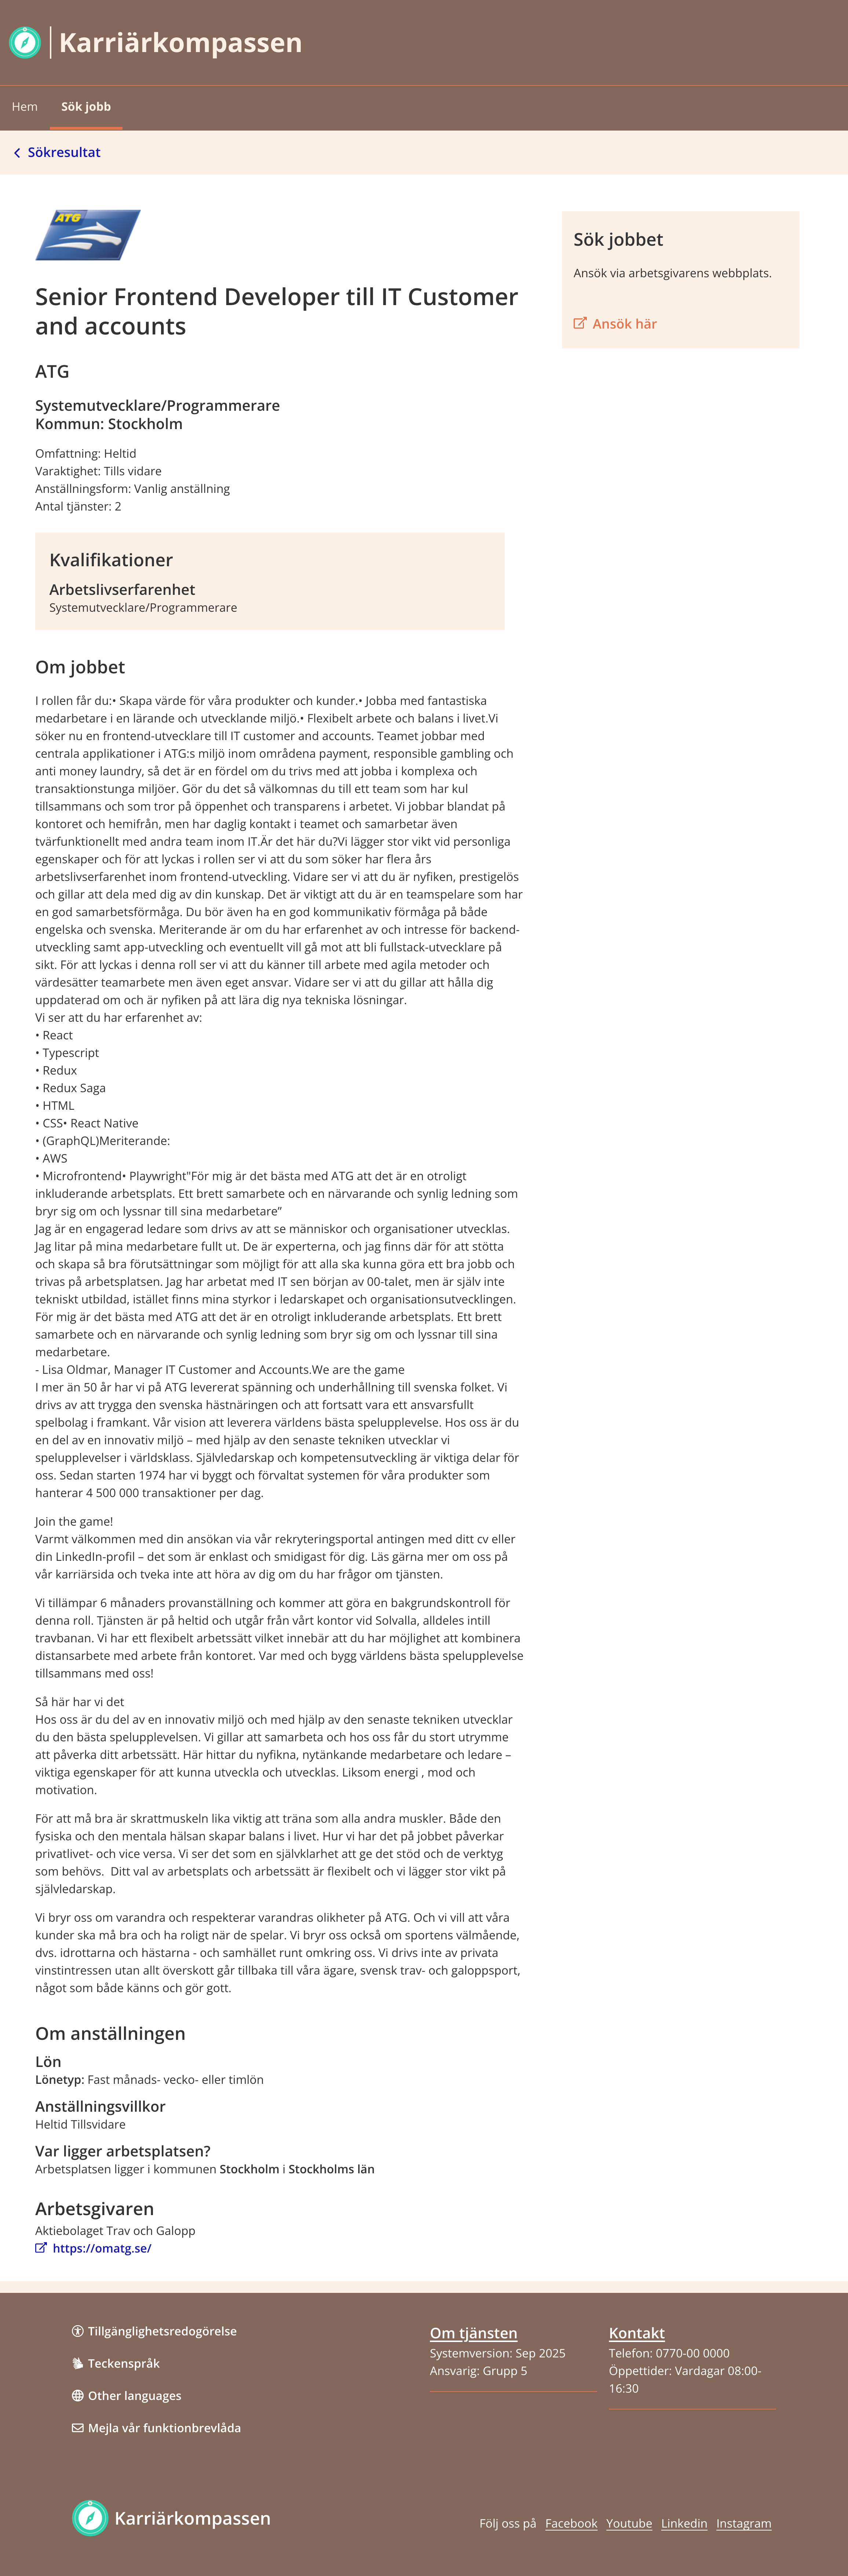 Karriärkompassen
Hem
Sök jobb
Sökresultat
ATG
Senior Frontend Developer till IT Customer
and accounts
ATG
Systemutvecklare/Programmerare
Kommun: Stockholm
Omfattning: Heltid
Varaktighet: Tills vidare
Anställningsform: Vanlig anställning
Antal tjänster: 2
Kvalifikationer
Arbetslivserfarenhet
Systemutvecklare/Programmerare
Sök jobbet
Ansök via arbetsgivarens webbplats.
Ansök här
Om jobbet
I rollen får du:• Skapa värde för våra produkter och kunder.• Jobba med fantastiska
medarbetare i en lärande och utvecklande miljö.• Flexibelt arbete och balans i livet.Vi
söker nu en frontend-utvecklare till IT customer and accounts. Teamet jobbar med
centrala applikationer i ATG:s miljö inom områdena payment, responsible gambling och
anti money laundry, så det är en fördel om du trivs med att jobba i komplexa och
transaktionstunga miljöer. Gör du det så välkomnas du till ett team som har kul
tillsammans och som tror på öppenhet och transparens i arbetet. Vi jobbar blandat på
kontoret och hemifrån, men har daglig kontakt i teamet och samarbetar även
tvärfunktionellt med andra team inom IT.Är det här du?Vi lägger stor vikt vid personliga
egenskaper och för att lyckas i rollen ser vi att du som söker har flera års
arbetslivserfarenhet inom frontend-utveckling. Vidare ser vi att du är nyfiken, prestigelös
och gillar att dela med dig av din kunskap. Det är viktigt att du är en teamspelare som har
en god samarbetsförmåga. Du bör även ha en god kommunikativ förmåga på både
engelska och svenska. Meriterande är om du har erfarenhet av och intresse för backend-
utveckling samt app-utveckling och eventuellt vill gå mot att bli fullstack-utvecklare på
sikt. För att lyckas i denna roll ser vi att du känner till arbete med agila metoder och
värdesätter teamarbete men även eget ansvar. Vidare ser vi att du gillar att hålla dig
uppdaterad om och är nyfiken på att lära dig nya tekniska lösningar.
Vi ser att du har erfarenhet av:
• React
• Typescript
• Redux
• Redux Saga
• HTML
• CSS• React Native
• (GraphQL)Meriterande:
• AWS
• Microfrontend• Playwright"För mig är det bästa med ATG att det är en otroligt
inkluderande arbetsplats. Ett brett samarbete och en närvarande och synlig ledning som
bryr sig om och lyssnar till sina medarbetare”
Jag är en engagerad ledare som drivs av att se människor och organisationer utvecklas.
Jag litar på mina medarbetare fullt ut. De är experterna, och jag finns där för att stötta
och skapa så bra förutsättningar som möjligt för att alla ska kunna göra ett bra jobb och
trivas på arbetsplatsen. Jag har arbetat med IT sen början av 00-talet, men är själv inte
tekniskt utbildad, istället finns mina styrkor i ledarskapet och organisationsutvecklingen.
För mig är det bästa med ATG att det är en otroligt inkluderande arbetsplats. Ett brett
samarbete och en närvarande och synlig ledning som bryr sig om och lyssnar till sina
medarbetare.
- Lisa Oldmar, Manager IT Customer and Accounts.We are the game
I mer än 50 år har vi på ATG levererat spänning och underhållning till svenska folket. Vi
drivs av att trygga den svenska hästnäringen och att fortsatt vara ett ansvarsfullt
spelbolag i framkant. Vår vision att leverera världens bästa spelupplevelse. Hos oss är du
en del av en innovativ miljö – med hjälp av den senaste tekniken utvecklar vi
spelupplevelser i världsklass. Självledarskap och kompetensutveckling är viktiga delar för
oss. Sedan starten 1974 har vi byggt och förvaltat systemen för våra produkter som
hanterar 4 500 000 transaktioner per dag.
Join the game!
Varmt välkommen med din ansökan via vår rekryteringsportal antingen med ditt cv eller
din LinkedIn-profil – det som är enklast och smidigast för dig. Läs gärna mer om oss på
vår karriärsida och tveka inte att höra av dig om du har frågor om tjänsten.
Vi tillämpar 6 månaders provanställning och kommer att göra en bakgrundskontroll för
denna roll. Tjänsten är på heltid och utgår från vårt kontor vid Solvalla, alldeles intill
travbanan. Vi har ett flexibelt arbetssätt vilket innebär att du har möjlighet att kombinera
distansarbete med arbete från kontoret. Var med och bygg världens bästa spelupplevelse
tillsammans med oss!
Så här har vi det
Hos oss är du del av en innovativ miljö och med hjälp av den senaste tekniken utvecklar
du den bästa spelupplevelsen. Vi gillar att samarbeta och hos oss får du stort utrymme
att påverka ditt arbetssätt. Här hittar du nyfikna, nytänkande medarbetare och ledare –
viktiga egenskaper för att kunna utveckla och utvecklas. Liksom energi , mod och
motivation.
För att må bra är skrattmuskeln lika viktig att träna som alla andra muskler. Både den
fysiska och den mentala hälsan skapar balans i livet. Hur vi har det på jobbet påverkar
privatlivet- och vice versa. Vi ser det som en självklarhet att ge det stöd och de verktyg
som behövs.  Ditt val av arbetsplats och arbetssätt är flexibelt och vi lägger stor vikt på
självledarskap.
Vi bryr oss om varandra och respekterar varandras olikheter på ATG. Och vi vill att våra
kunder ska må bra och ha roligt när de spelar. Vi bryr oss också om sportens välmående,
dvs. idrottarna och hästarna - och samhället runt omkring oss. Vi drivs inte av privata
vinstintressen utan allt överskott går tillbaka till våra ägare, svensk trav- och galoppsport,
något som både känns och gör gott.
Om anställningen
Lön
Lönetyp: Fast månads- vecko- eller timlön
Anställningsvillkor
Heltid Tillsvidare
Var ligger arbetsplatsen?
Arbetsplatsen ligger i kommunen Stockholm i Stockholms län
Arbetsgivaren
Aktiebolaget Trav och Galopp
https://omatg.se/
Tillgänglighetsredogörelse
Teckenspråk
Other languages
Mejla vår funktionbrevlåda
Om tjänsten
Systemversion: Sep 2025
Ansvarig: Grupp 5
Kontakt
Telefon: 0770-00 0000
Öppettider: Vardagar 08:00-
16:30
Karriärkompassen
Följ oss på Facebook Youtube Linkedin Instagram